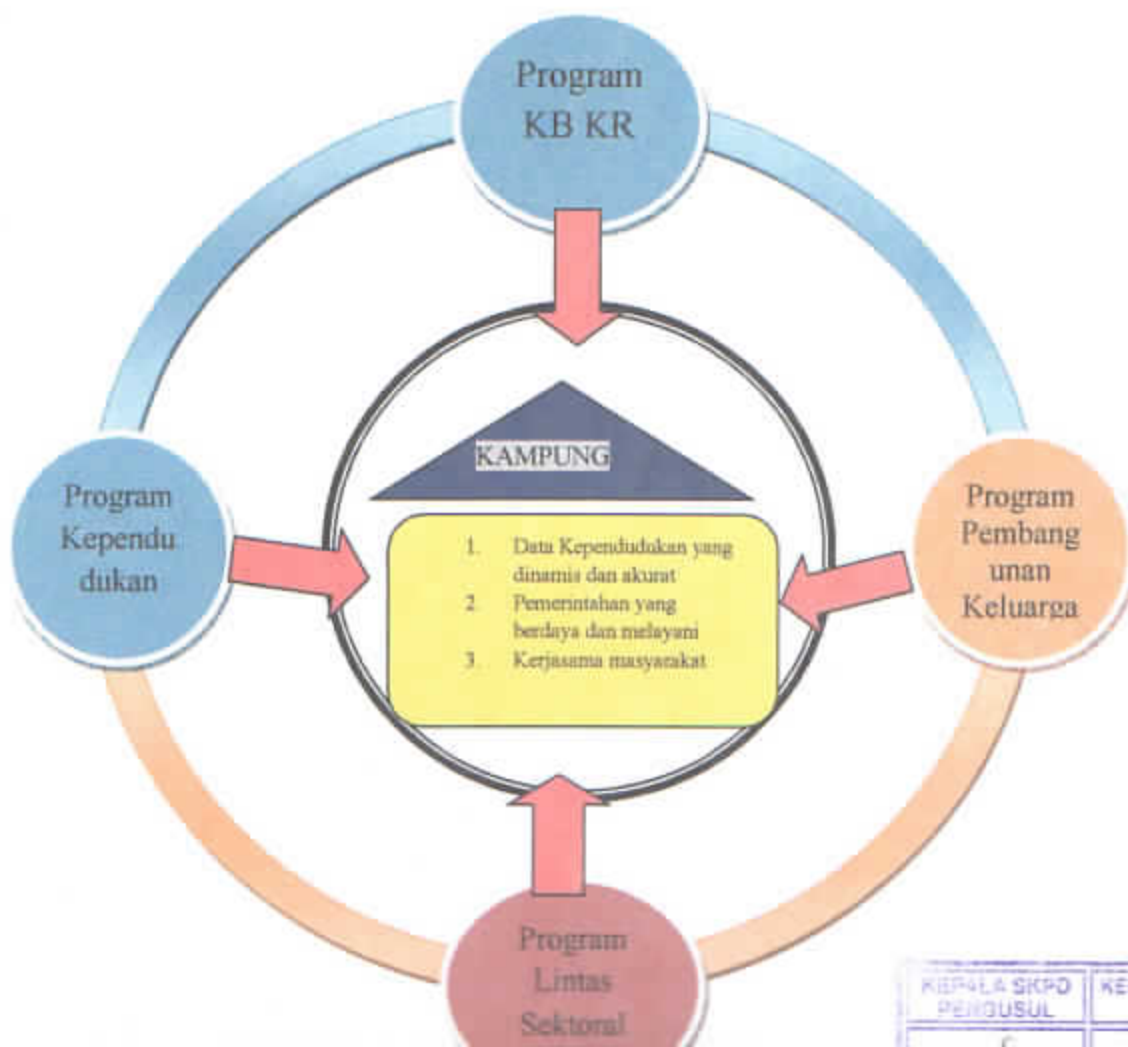 Program
KB KR
KAMPUNG
Program
Kependu
dukan
1. Data Kependudukan yang
dinamis dan akurat
2. Pemerintahan yang
berdaya dan melayani
3. Kerjasama masyarakat
Program
Pembang
unan
Keluarga
Program
Lintas
Sektoral
KEPALA SKPD
PENGUSUL